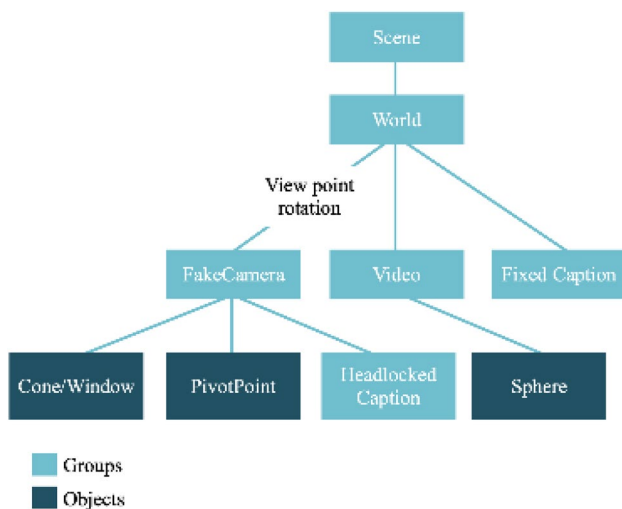 Scene
World
View point
rotation
FakeCamera
Video
Fixed Caption
Cone/Window
PivotPoint
Headlocked
Caption
Sphere
Groups
Objects